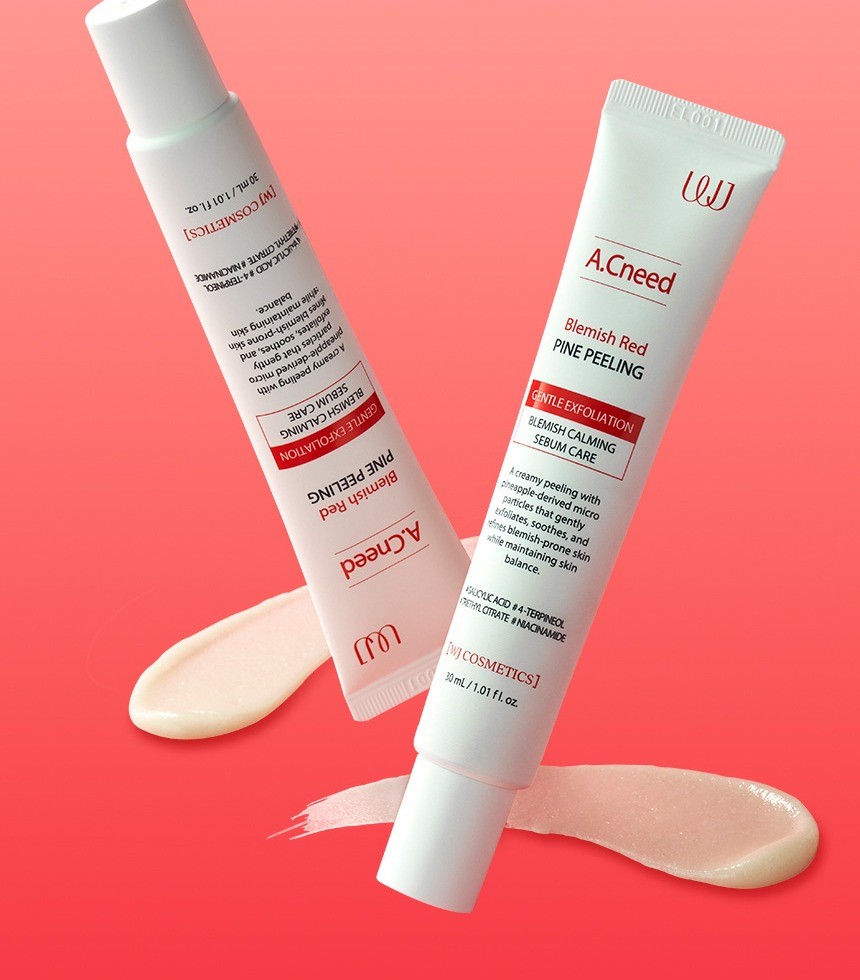 EL001
WJ
A.Cneed
Blemish Red
PINE PEELING
GENTLE EXFOLIATION
BLEMISH CALMING
SEBUM CARE
A creamy peeling with
pineapple-derived micro
particles that gently
exfoliates, soothes, and
refines blemish-prone skin
while maintaining skin
balance.
#SALICYLIC ACID #4-TERPINEOL
#TRIETHYL CITRATE #NIACINAMIDE
[WJ COSMETICS]
30 mL / 1.01 fl. oz.
WJ
A.Cneed
Blemish Red
PINE PEELING
GENTLE EXFOLIATION
BLEMISH CALMING
SEBUM CARE
A creamy peeling with
pineapple-derived micro
particles that gently
exfoliates, soothes, and
refines blemish-prone skin
while maintaining skin
balance.
#SALICYLIC ACID #4-TERPINEOL
#TRIETHYL CITRATE #NIACINAMIDE
[WJ COSMETICS]
30 mL / 1.01 fl. oz.